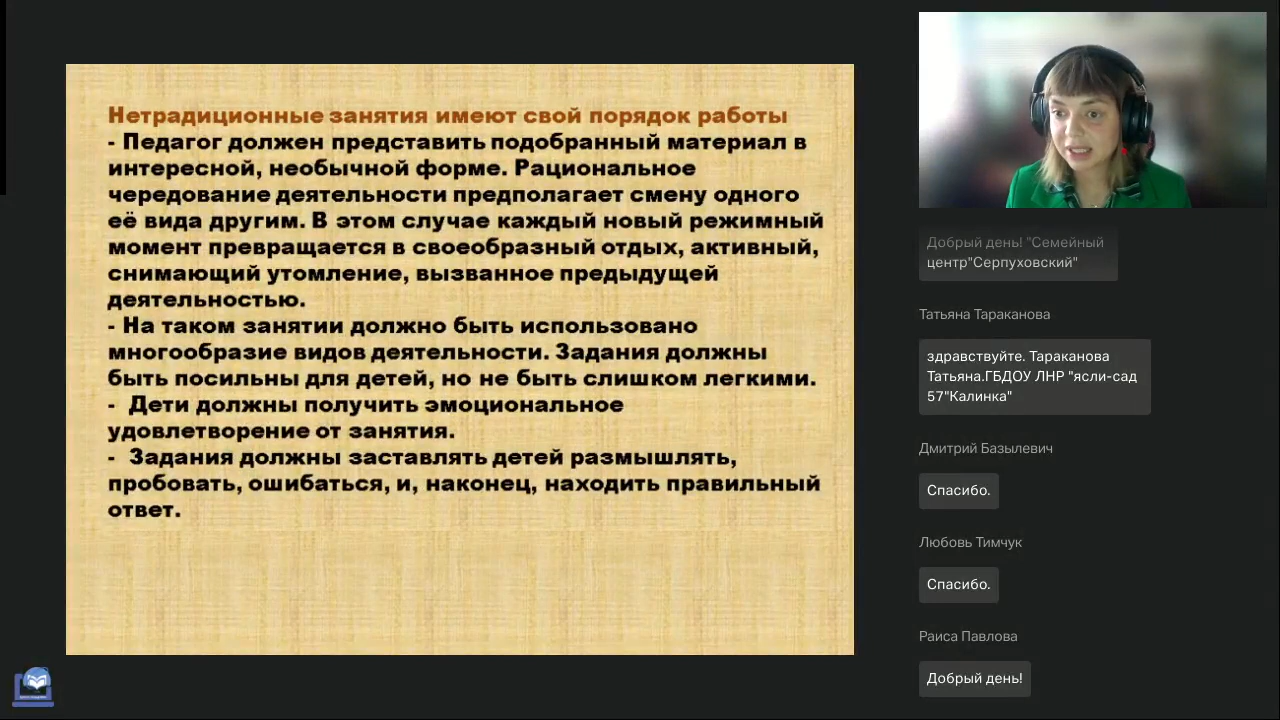 Нетрадиционные занятия имеют свой порядок работы
- Педагог должен представить подобранный материал в
интересной, необычной форме. Рациональное
чередование деятельности предполагает смену одного
её вида другим. В этом случае каждый новый режимный
момент превращается в своеобразный отдых, активный,
снимающий утомление, вызванное предыдущей
деятельностью.
- На таком занятии должно быть использовано
многообразие видов деятельности. Задания должны
быть посильны для детей, но не быть слишком легкими.
- Дети должны получить эмоциональное
удовлетворение от занятия.
- Задания должны заставлять детей размышлять,
пробовать, ошибаться, и, наконец, находить правильный
ответ.
Добрый день! "Семейный
центр"Серпуховский"
Татьяна Тараканова
здравствуйте. Тараканова
Татьяна.ГБДОУ ЛНР "ясли-сад
57"Калинка"
Дмитрий Базылевич
Спасибо.
Любовь Тимчук
Спасибо.
Раиса Павлова
Добрый день!